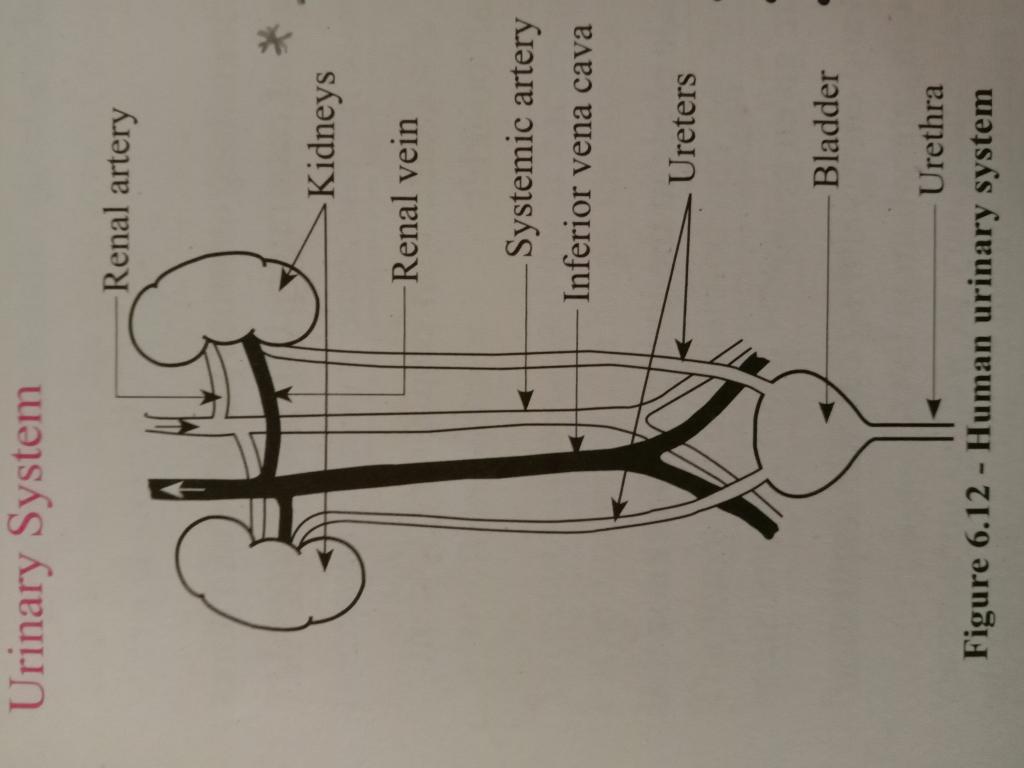 Urinary System
*
Renal artery
Kidneys
Renal vein
Systemic artery
Inferior vena cava
Ureters
Bladder
Urethra
Figure 6.12 - Human urinary system